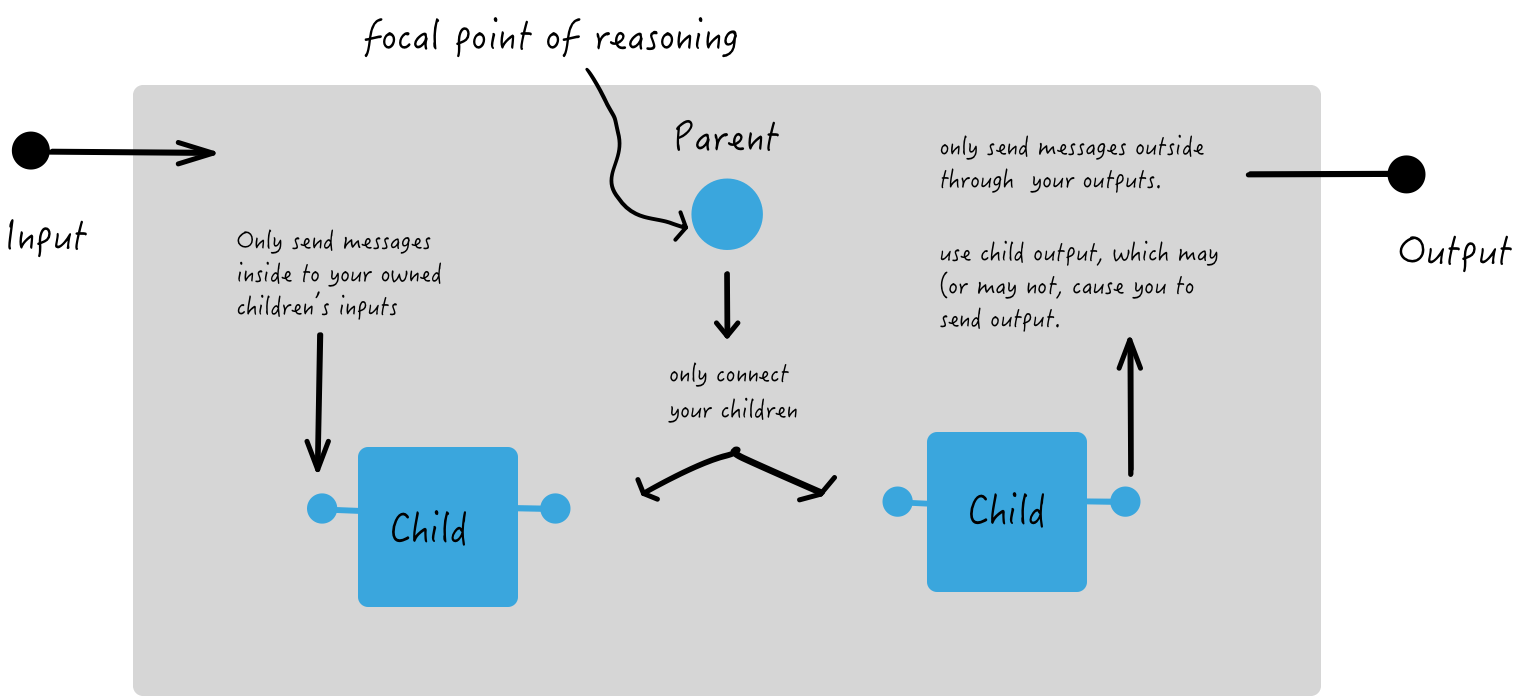 focal point of reasoning
Parent
Input
Only send messages
inside to your owned
children's inputs
only connect
your children
only send messages outside
through your outputs.
use child output, which may
(or may not, cause you to
send output.
Output
Child
Child